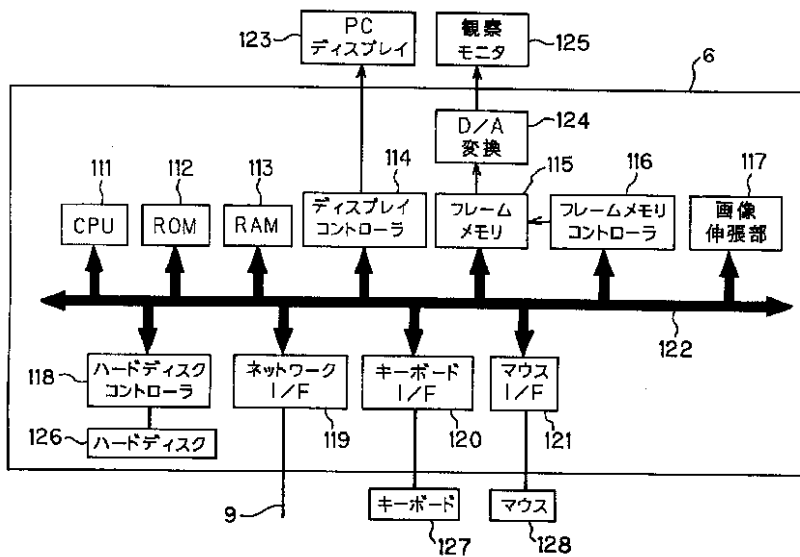 123
PC
ディスプレイ
観察
モニタ
125
6
D/A
変換
124
111
112
113
114
115
116
117
CPU
ROM
RAM
ディスプレイ
コントローラ
フレーム
メモリ
フレームメモリ
コントローラ
画像
伸張部
122
118
ハードディスク
コントローラ
ネットワーク
I/F
119
キーボード
I/F
120
マウス
I/F
121
126
ハードディスク
9
キーボード
127
マウス
128